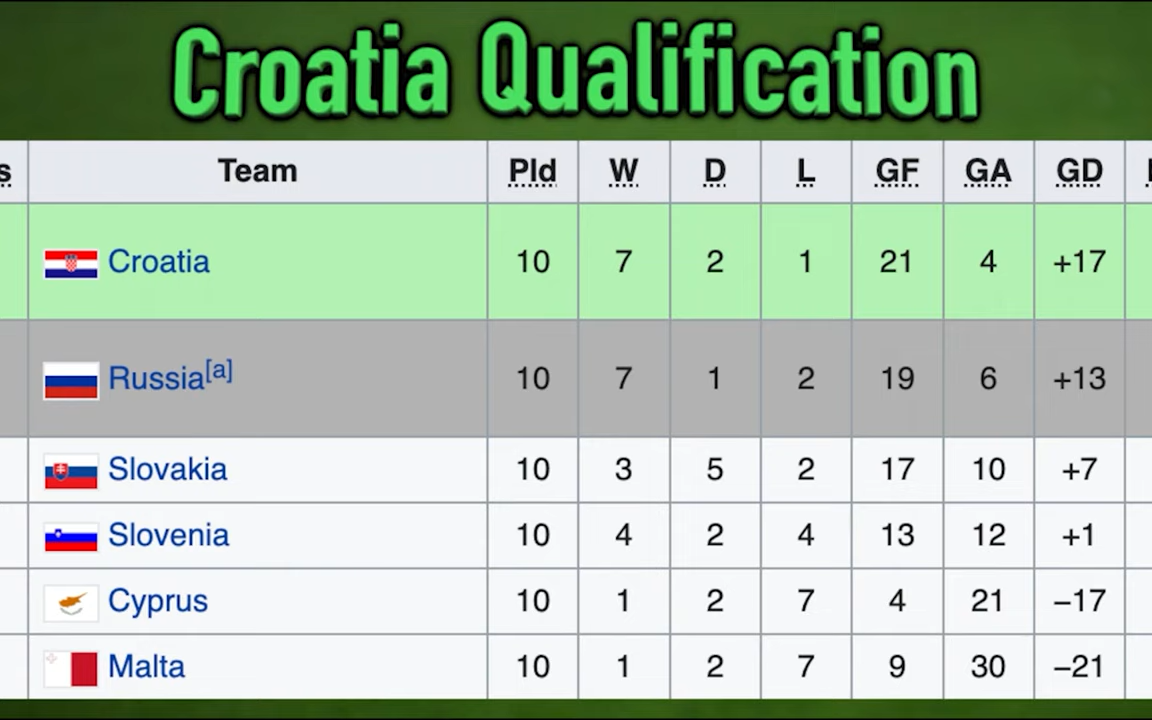 Croatia Qualification
s Team Pld W D L GF GA GD
Croatia 10 7 2 1 21 4 +17
Russia[a] 10 7 1 2 19 6 +13
Slovakia 10 3 5 2 17 10 +7
Slovenia 10 4 2 4 13 12 +1
Cyprus 10 1 2 7 4 21 −17
Malta 10 1 2 7 9 30 −21